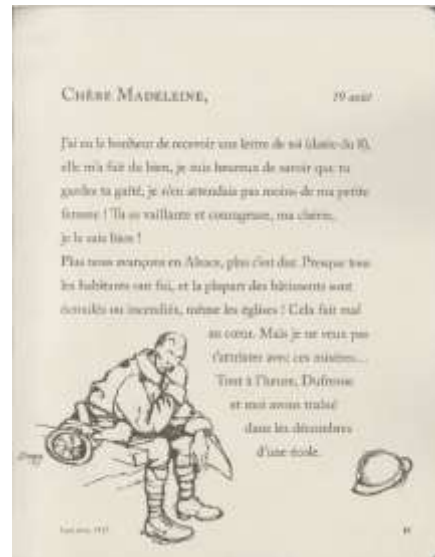 CHÈRE MADELEINE,
19 août
J'ai eu le bonheur de recevoir une lettre de toi (datée du 8),
elle m'a fait du bien, je suis heureux de savoir que tu
gardes ta gaîté, je n'en attendais pas moins de ma petite
femme ! Tu es vaillante et courageuse, ma chérie,
je le sais bien !
Plus nous avançons en Alsace, plus c'est dur. Presque tous
les habitants ont fui, et la plupart des bâtiments sont
écroulés ou incendiés, même les églises ! Cela fait mal
au cœur. Mais je ne veux pas
t'attrister avec ces misères...
Tout à l'heure, Dufresse
et moi avons traîné
dans les décombres
d'une école.